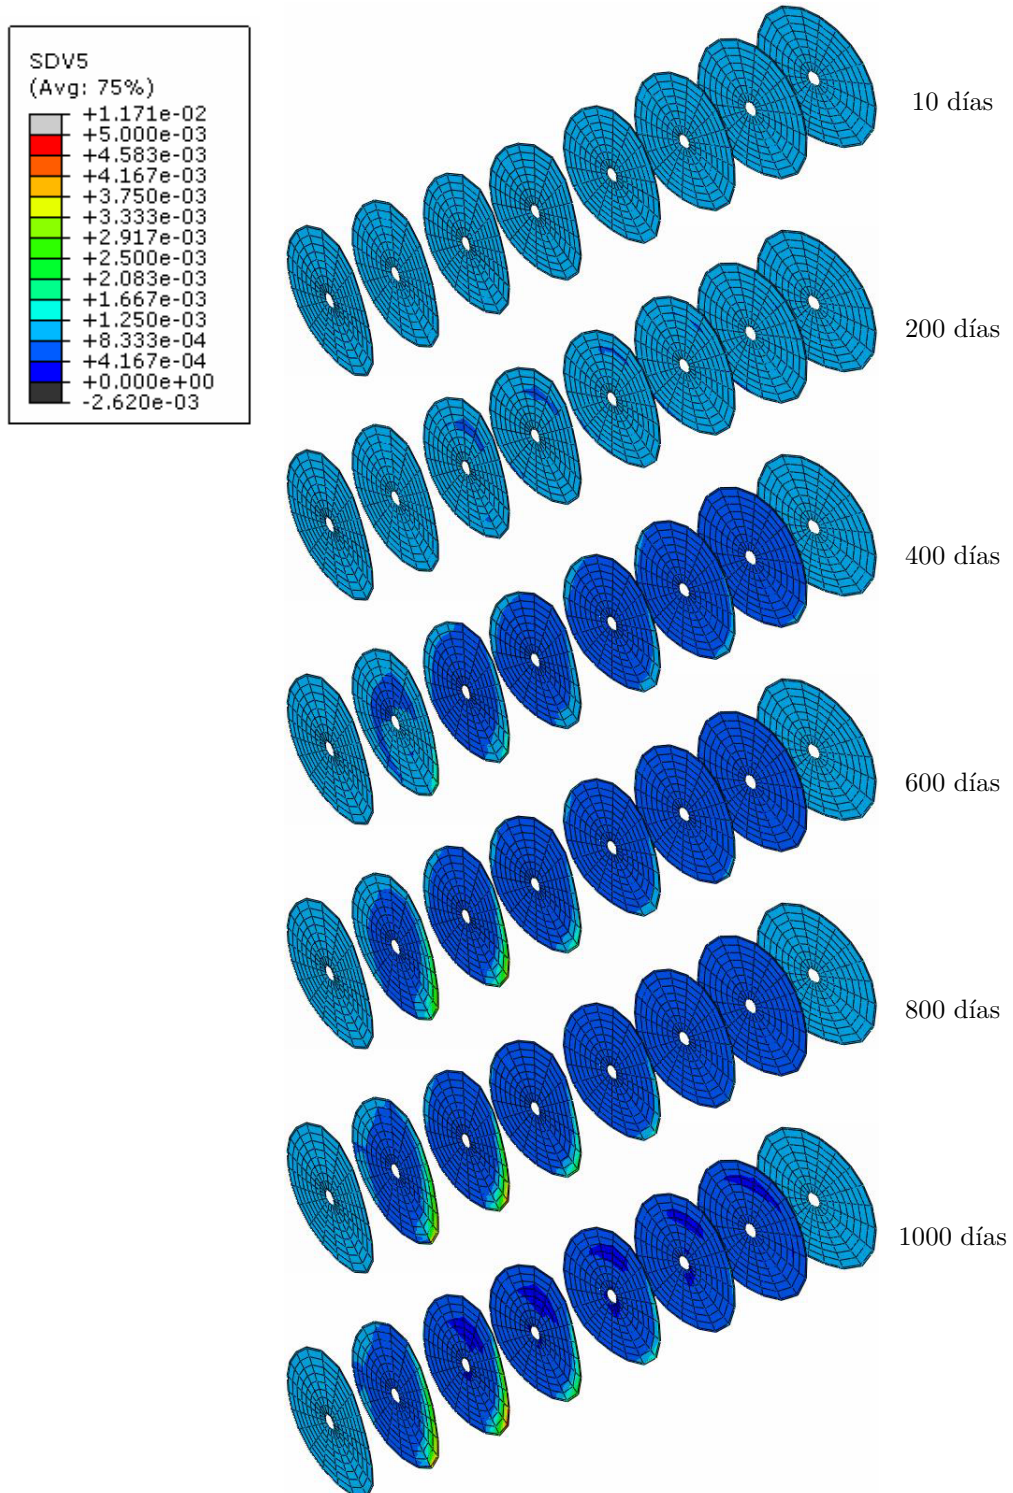 SDV5
(Avg: 75%)
+1.171e-02
+5.000e-03
+4.583e-03
+4.167e-03
+3.750e-03
+3.333e-03
+2.917e-03
+2.500e-03
+2.083e-03
+1.667e-03
+1.250e-03
+8.333e-04
+4.167e-04
+0.000e+00
-2.620e-03
10 días
200 días
400 días
600 días
800 días
1000 días